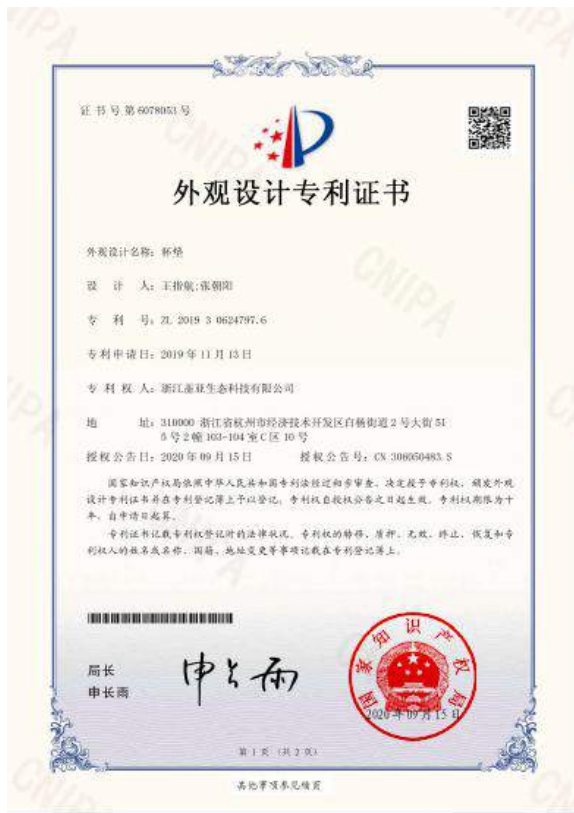 证书号第6078053号
外观设计专利证书
外观设计名称：杯垫
设 计 人：王指航;张朝阳
专 利 号：ZL 2019 3 0624797.6
专利申请日：2019年11月13日
专 利 权 人：浙江亚生态科技有限公司
地 址：310000 浙江省杭州市经济技术开发区白杨街道2号大街51
5号2幢103-104室C区10号
授权公告日：2020年09月15日 授权公告号：CN 306050483 S
国家知识产权局依照中华人民共和国专利法经过初步审查，决定授予专利权，颁发外观
设计专利证书并在专利登记簿上予以登记。专利权自授权公告之日起生效。专利权期限为十
年，自申请日起算。
专利证书记载专利权登记时的法律状况。专利权的转移、质押、无效、终止、恢复和专
利权人的姓名或名称、国籍、地址变更等事项记载在专利登记簿上。
局长
申长雨
申长雨
国家知识产权局
2020年09月15日
第1页（共2页）
其他事项参见续页
CNIPA
CNIPA
CNIPA
CNIPA